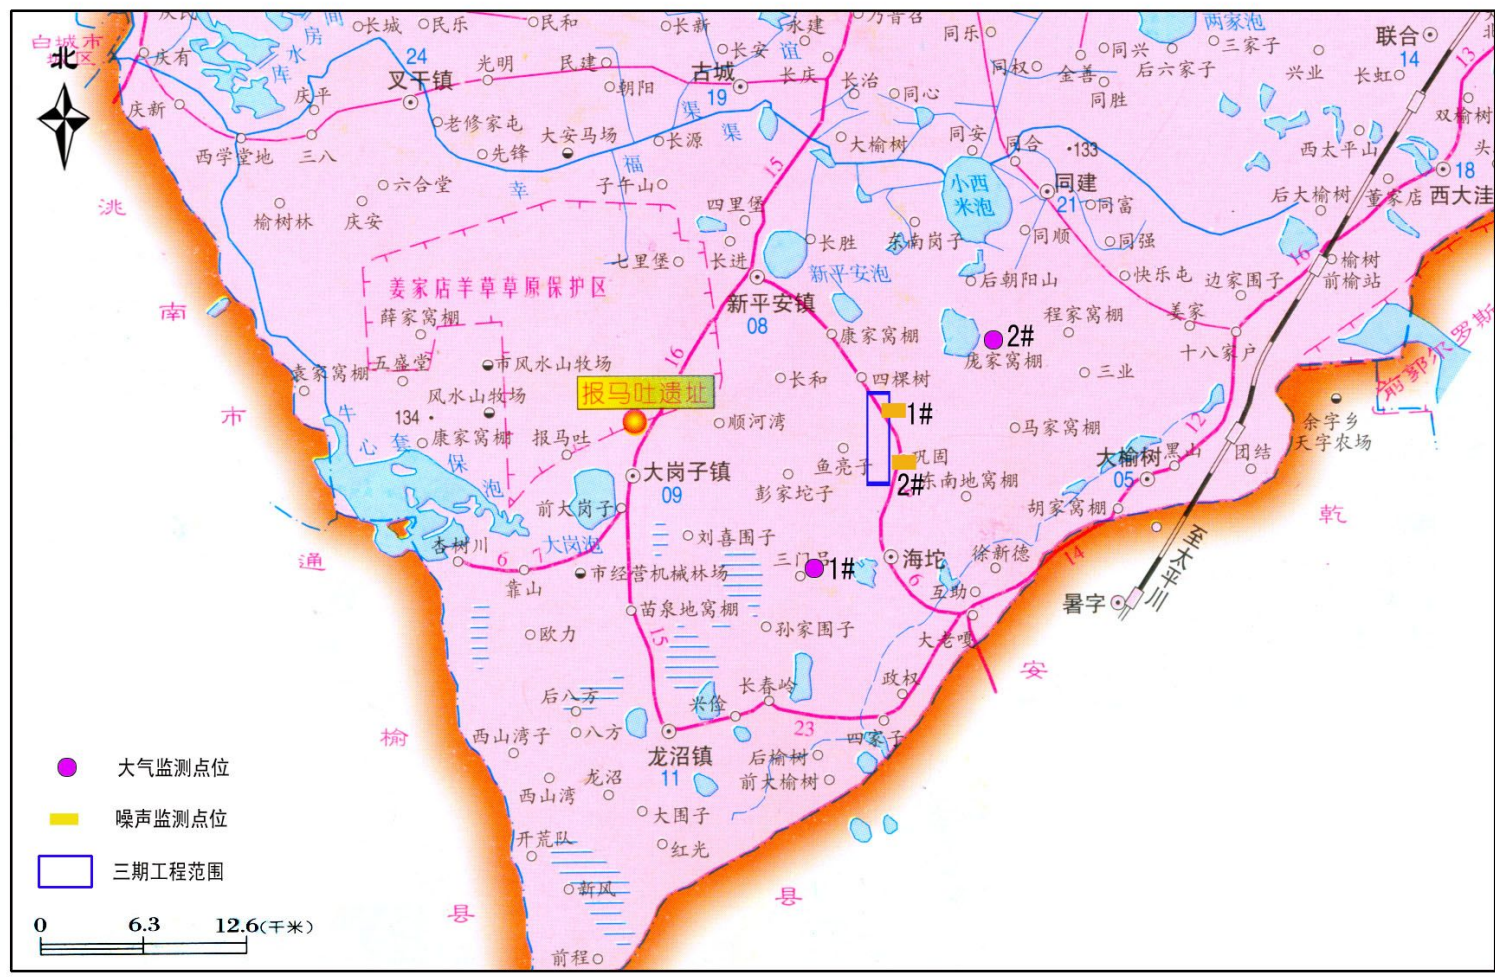 白城市
辖区
北
庆有
庆新
水
库
房
间
长城
民乐
民和
长新
永建
乃音召
同乐
两家泡
联合
14
13
24
叉干镇
光明
民建
长安
谊
古城
19
长庆
长治
同权
金善
同兴
后六家子
三家子
兴业
长虹
庆平
朝阳
同心
同胜
双榆树
老修家屯
大安马场
渠
渠
长源
大榆树
同安
同合
133
西太平山
头
西学堂地
三八
先锋
福
15
18
六合堂
幸
子午山
小西
米泡
同建
21
同富
后大榆树
董家店
西大洼
洮
榆树林
庆安
四里堡
长胜
东南岗子
同顺
同强
16
七里堡
长进
新平安泡
后朝阳山
快乐屯
边家围子
榆树
前榆站
姜家店羊草草原保护区
南
薛家窝棚
新平安镇
08
康家窝棚
2#
程家窝棚
姜家
十八家户
前郭尔罗斯
五盛堂
市风水山牧场
16
庞家窝棚
袁家窝棚
三业
风水山牧场
报马吐遗址
长和
四棵树
市
牛
心
套
保
泡
134
康家窝棚
报马吐
顺河湾
1#
马家窝棚
12
余字乡
天字农场
大岗子镇
09
鱼亮子
巩固
2#
东南地窝棚
大榆树
05
黑山
团结
彭家坨子
前大岗子
胡家窝棚
乾
通
杏树川
6
7
大岗泡
刘喜围子
三门吕
1#
海坨
徐新德
14
至太平川
靠山
市经营机械林场
6
互助
暑字
苗泉地窝棚
15
欧力
孙家围子
大老嘎
安
后八方
兴俭
长春岭
政权
榆
西山湾子
八方
23
四家子
龙沼镇
11
后榆树
前大榆树
大气监测点位
龙沼
西山湾
噪声监测点位
大围子
开荒队
红光
三期工程范围
新风
县
县
0
6.3
12.6(千米)
前程